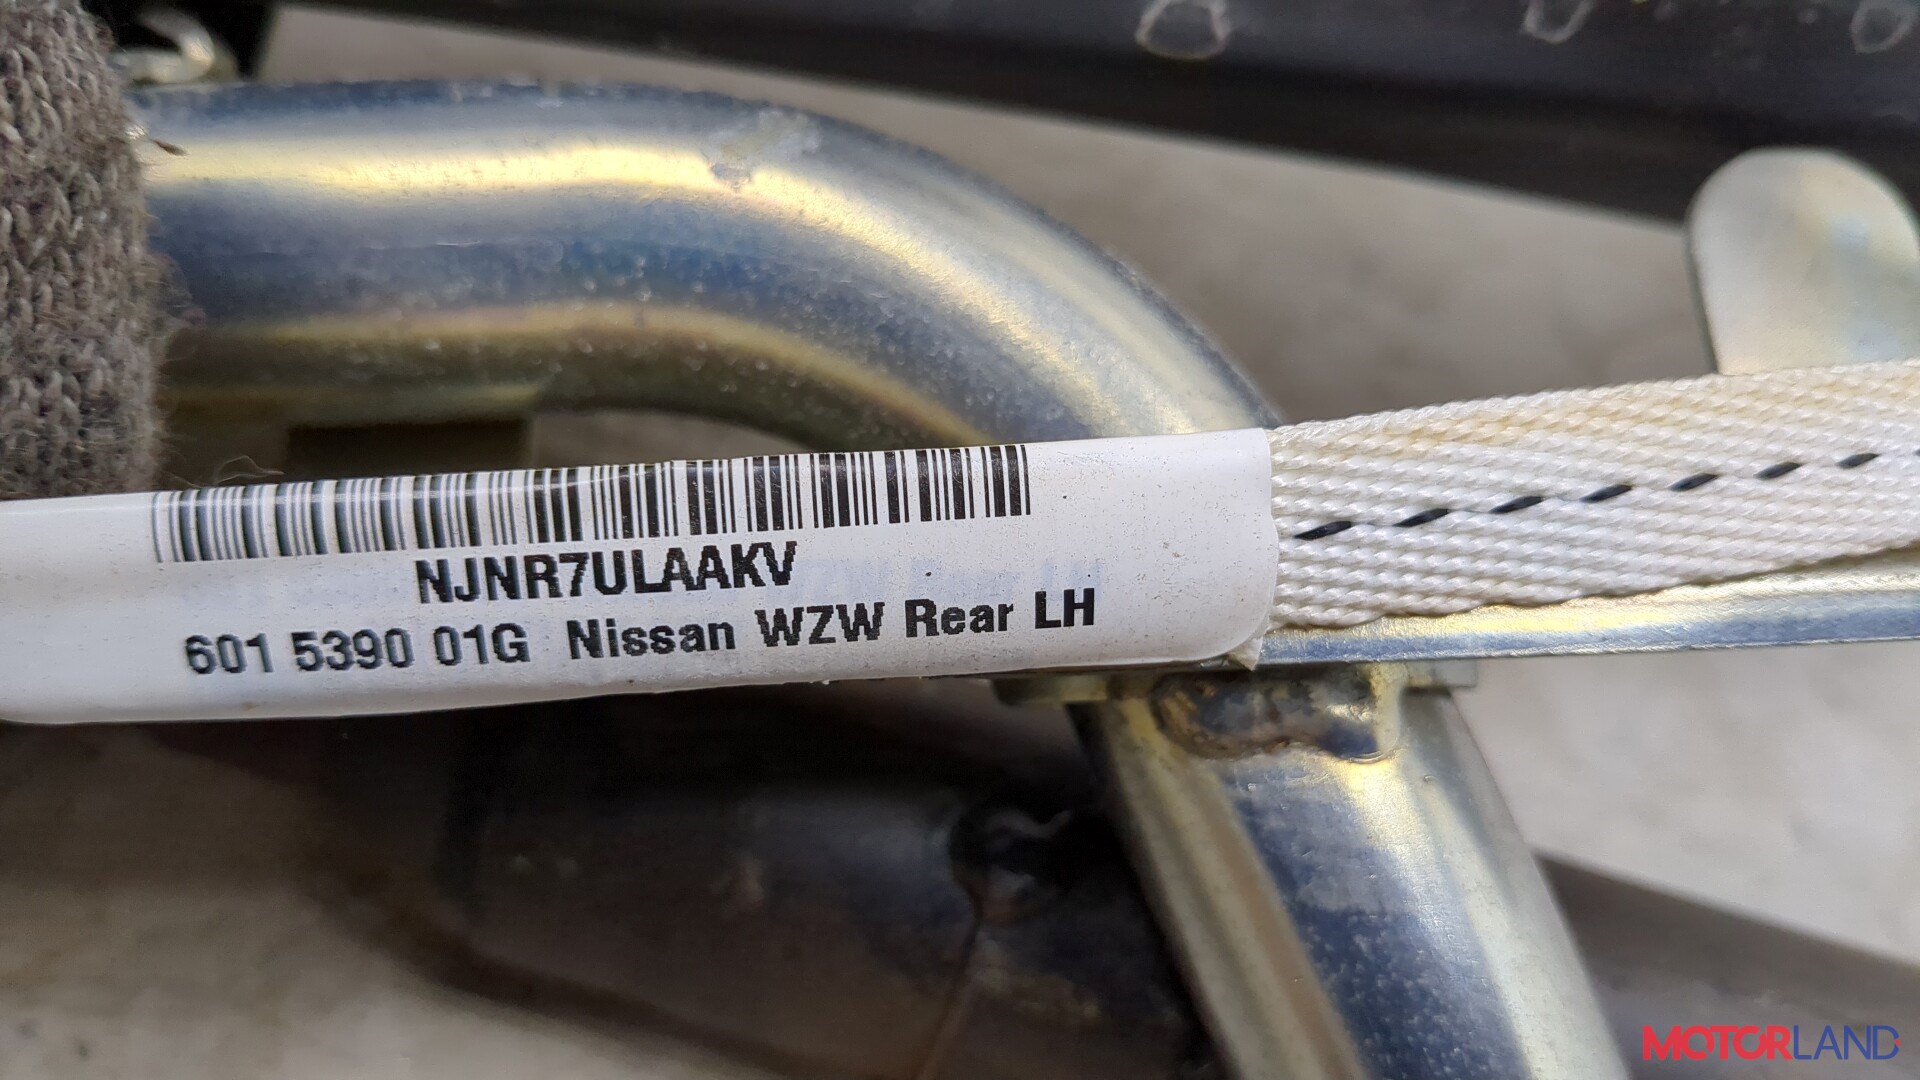 NJNR7ULAAKV
601 5390 01G Nissan WZW Rear LH
MOTORLAND